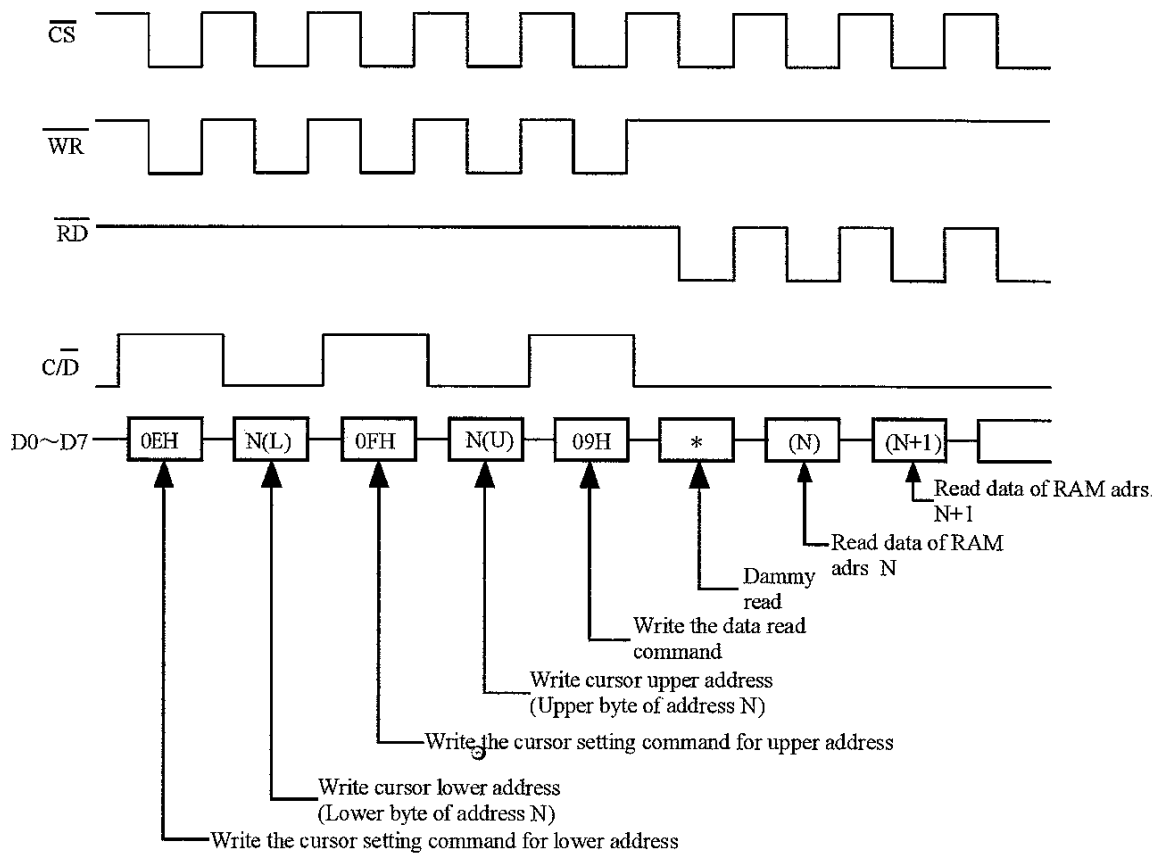 CS
WR
RD
C/D
D0～D7
0EH
N(L)
0FH
N(U)
09H
*
(N)
(N+1)
Read data of RAM adrs.
N+1
Read data of RAM
adrs N
Dammy
read
Write the data read
command
Write cursor upper address
(Upper byte of address N)
Write the cursor setting command for upper address
Write cursor lower address
(Lower byte of address N)
Write the cursor setting command for lower address